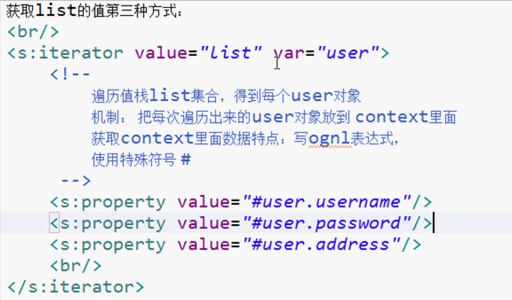 获取list的值第三种方式：
<br/>
<s:iterator value="list" var="user">
<!--
遍历值栈list集合，得到每个user对象
机制: 把每次遍历出来的user对象放到 context里面
获取context里面数据特点：写ognl表达式，
使用特殊符号 #
-->
<s:property value="#user.username"/>
<s:property value="#user.password"/>
<s:property value="#user.address"/>
<br/>
</s:iterator>